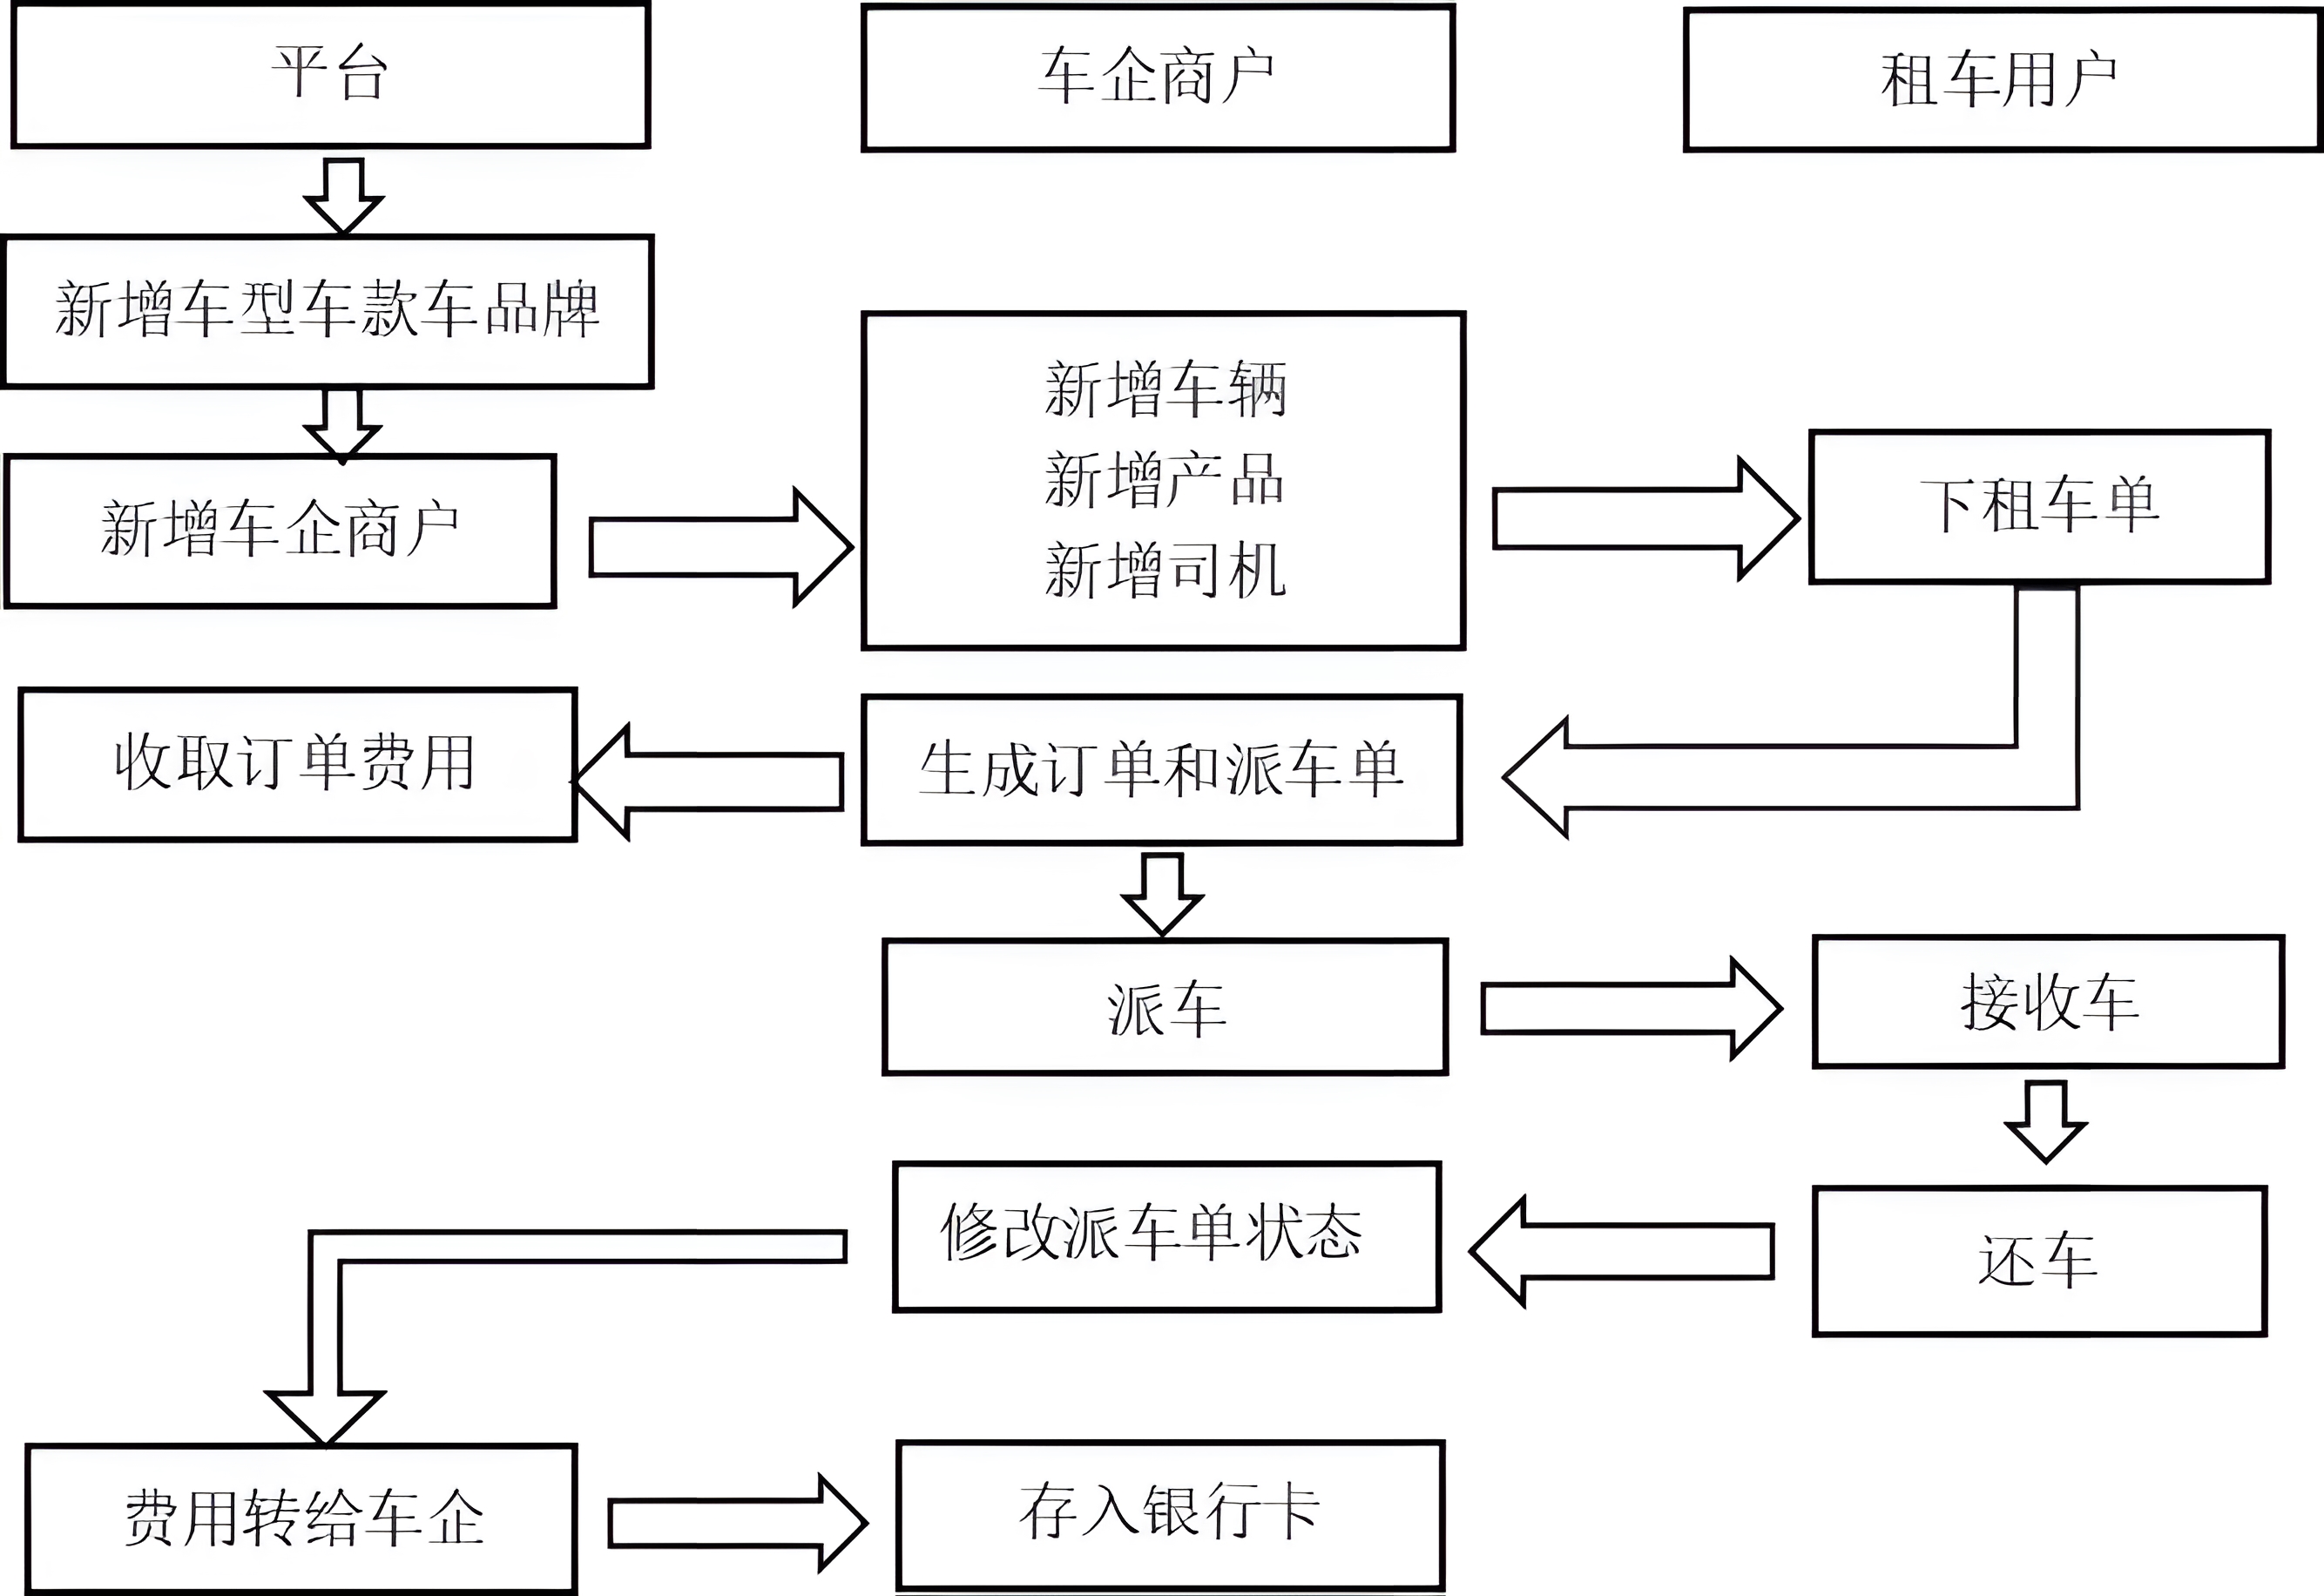 平台
车企商户
租车用户
新增车型车款车品牌
新增车企商户
新增车辆
新增产品
新增司机
下租车单
收取订单费用
生成订单和派车单
派车
接收车
修改派车单状态
还车
费用转给车企
存入银行卡